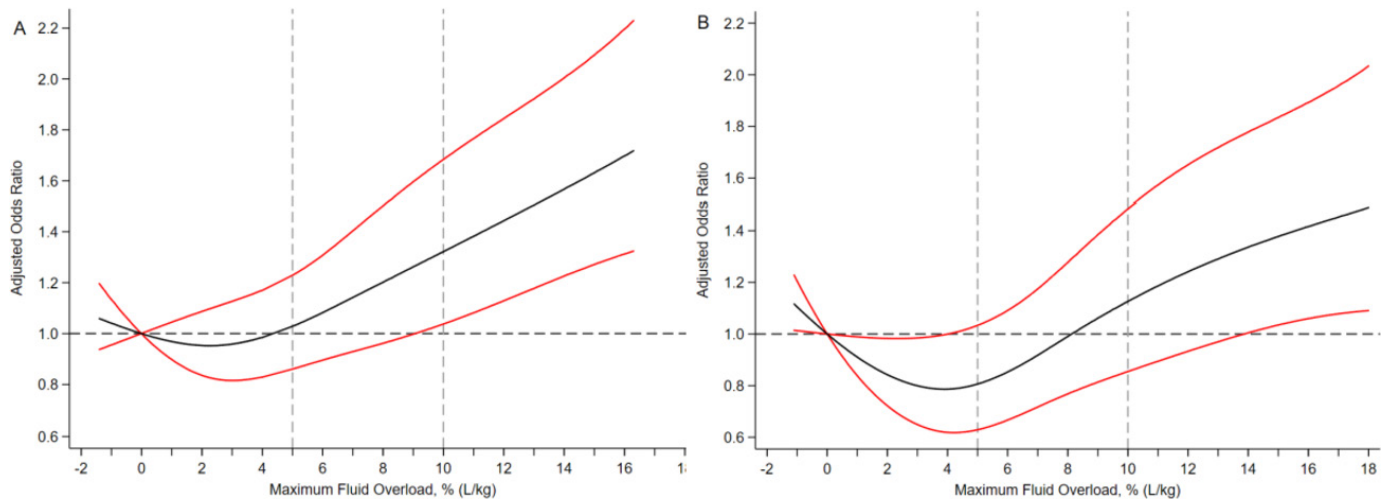 A
2.2
2.0
1.8
1.6
1.4
1.2
1.0
0.8
0.6
Adjusted Odds Ratio
-2 0 2 4 6 8 10 12 14 16
Maximum Fluid Overload, % (L/kg)
B
2.2
2.0
1.8
1.6
1.4
1.2
1.0
0.8
0.6
Adjusted Odds Ratio
-2 0 2 4 6 8 10 12 14 16 18
Maximum Fluid Overload, % (L/kg)